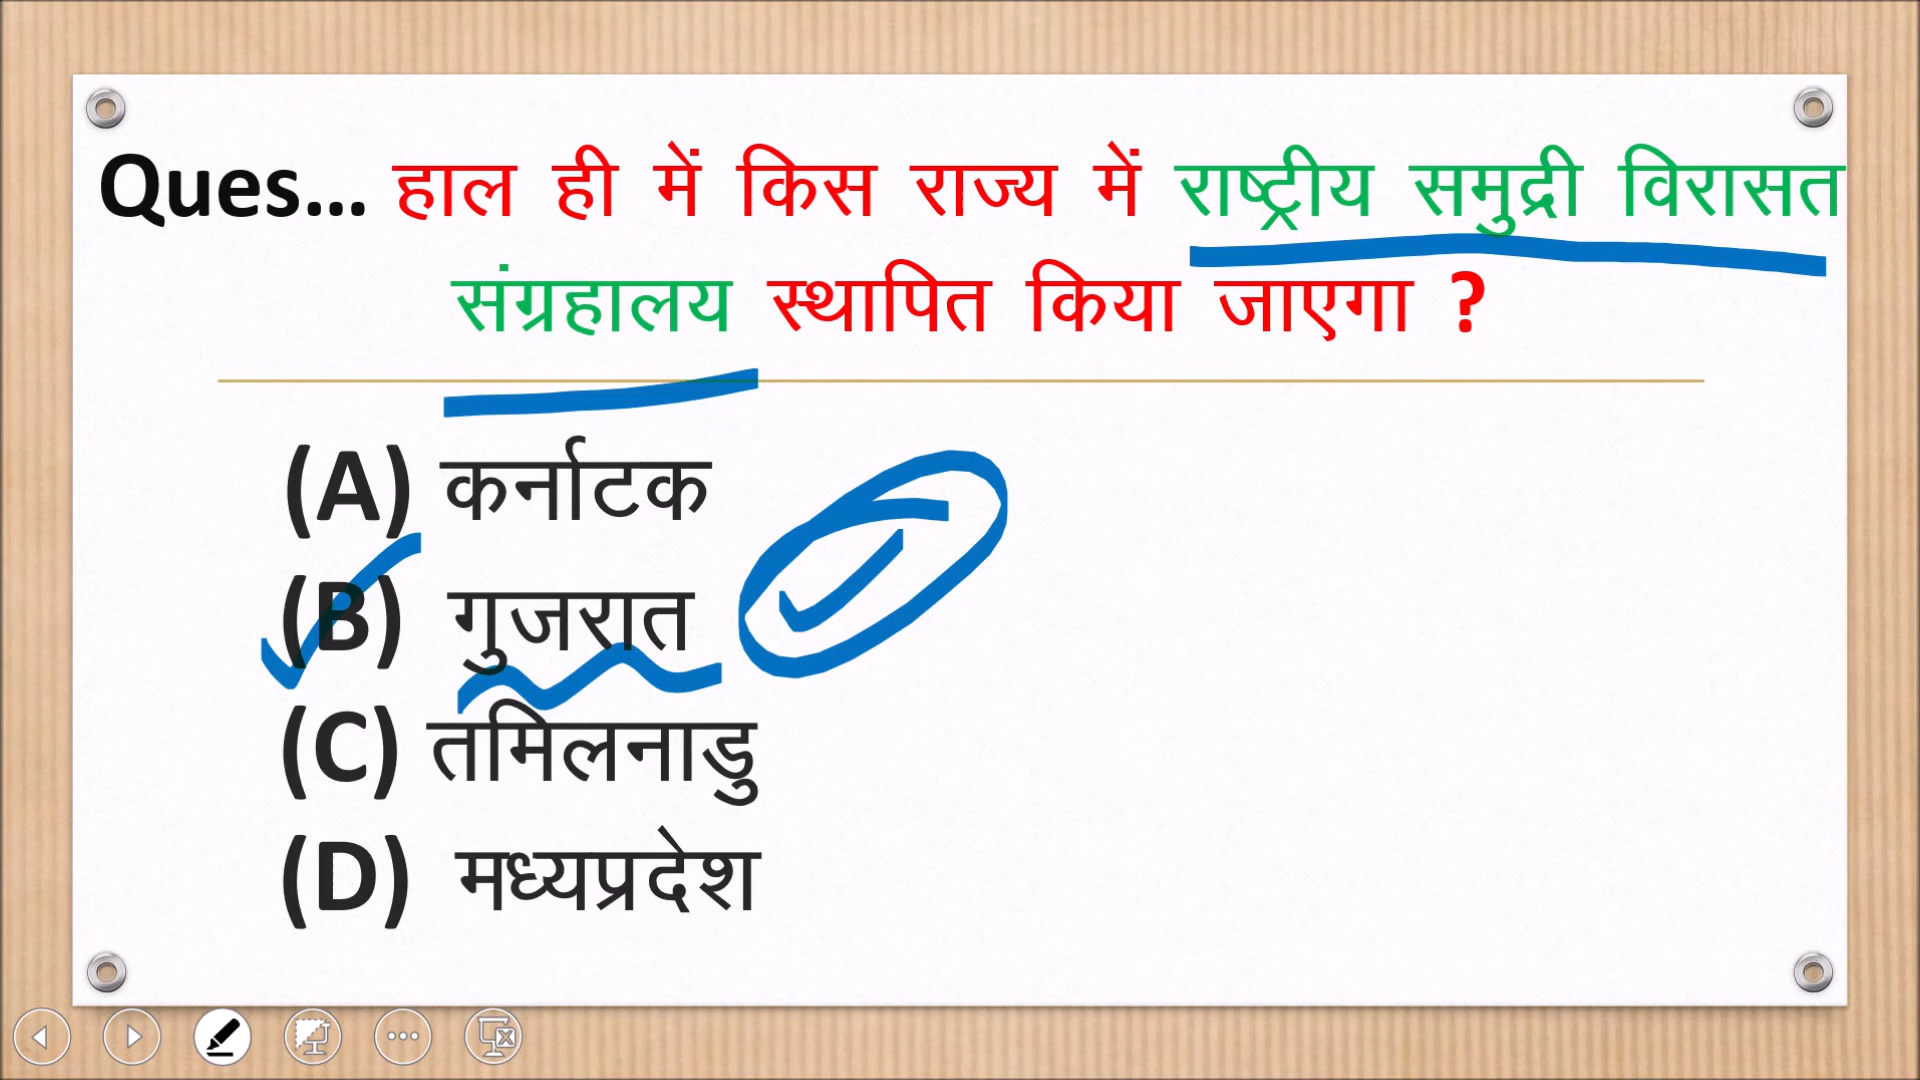 Ques... हाल ही में किस राज्य में राष्ट्रीय समुद्री विरासत
संग्रहालय स्थापित किया जाएगा ?
(A) कर्नाटक
(B) गुजरात
(C) तमिलनाडु
(D) मध्यप्रदेश